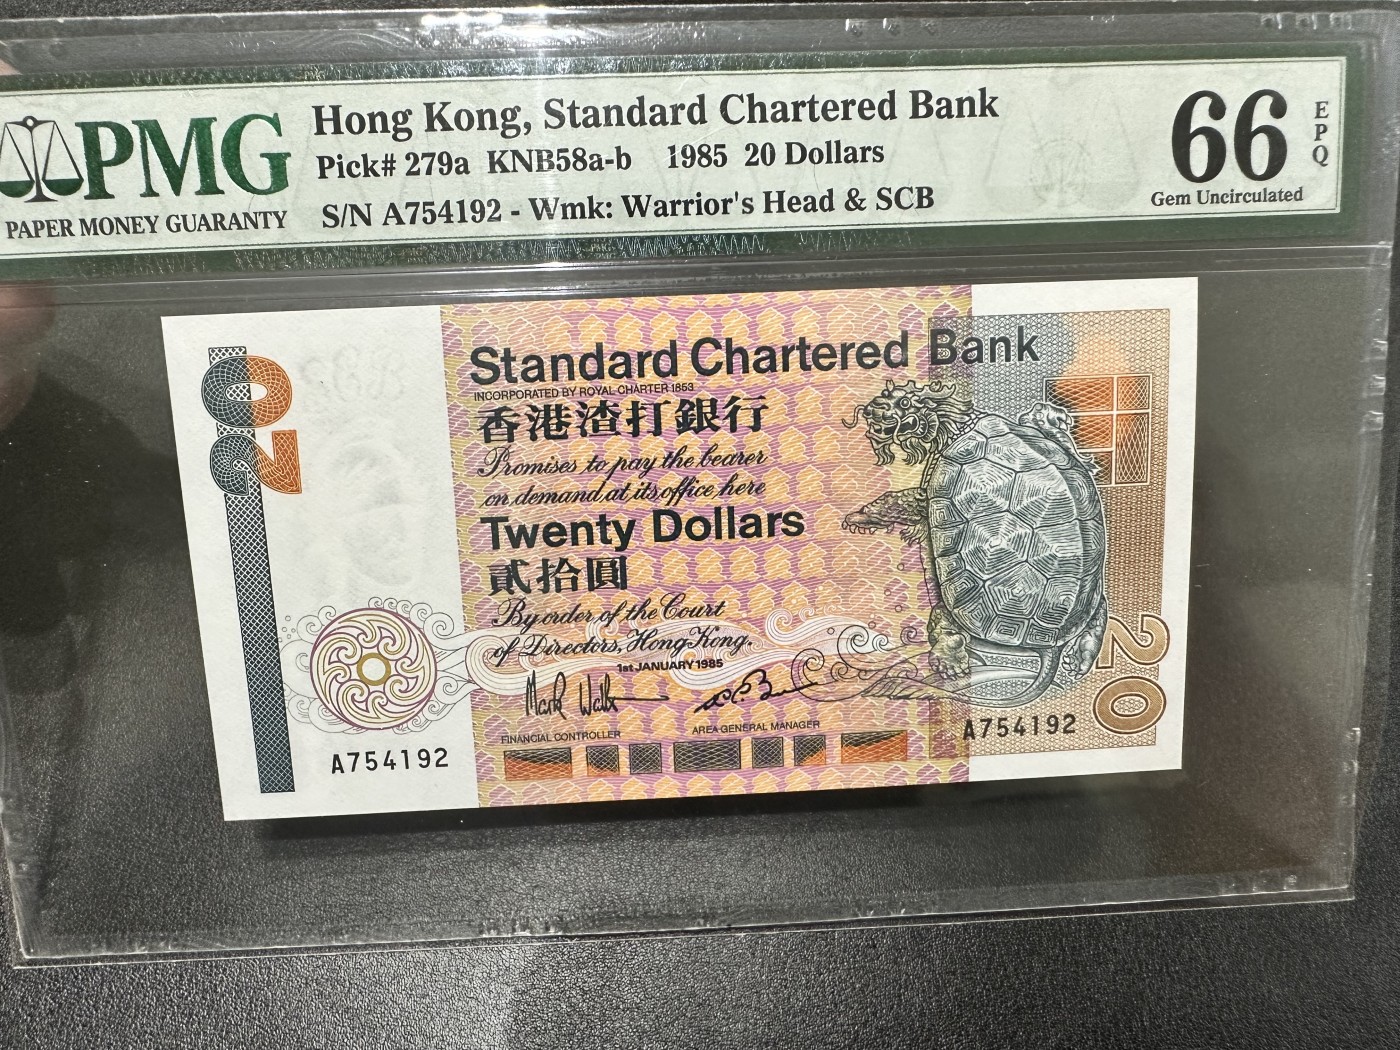 PMG
PAPER MONEY GUARANTY
Hong Kong, Standard Chartered Bank
Pick# 279a KNB58a-b 1985 20 Dollars
S/N A754192 - Wmk: Warrior's Head & SCB
66
EPQ
Gem Uncirculated
20
Standard Chartered Bank
INCORPORATED BY ROYAL CHARTER 1853
香港渣打銀行
Promises to pay the bearer
on demand at its office here
Twenty Dollars
貳拾圓
By order of the Court
of Directors, Hong Kong.
1st JANUARY 1985
FINANCIAL CONTROLLER
AREA GENERAL MANAGER
A754192
A754192
20